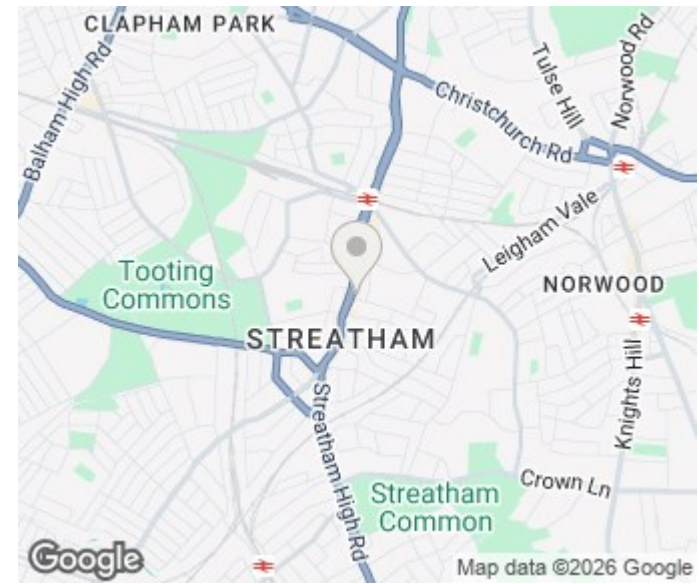 CLAPHAM PARK
Balham High Rd
Christchurch Rd
Tulse Hill
Norwood Rd
Leigham Vale
Tooting
Commons
NORWOOD
STREATHAM
Knights Hill
Streatham High Rd
Crown Ln
Streatham
Common
Google
Map data ©2026 Google